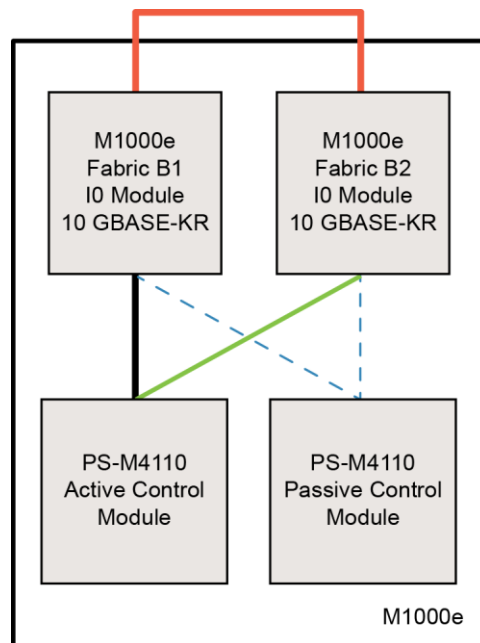 M1000e
Fabric B1
I0 Module
10 GBASE-KR
M1000e
Fabric B2
I0 Module
10 GBASE-KR
PS-M4110
Active Control
Module
PS-M4110
Passive Control
Module
M1000e